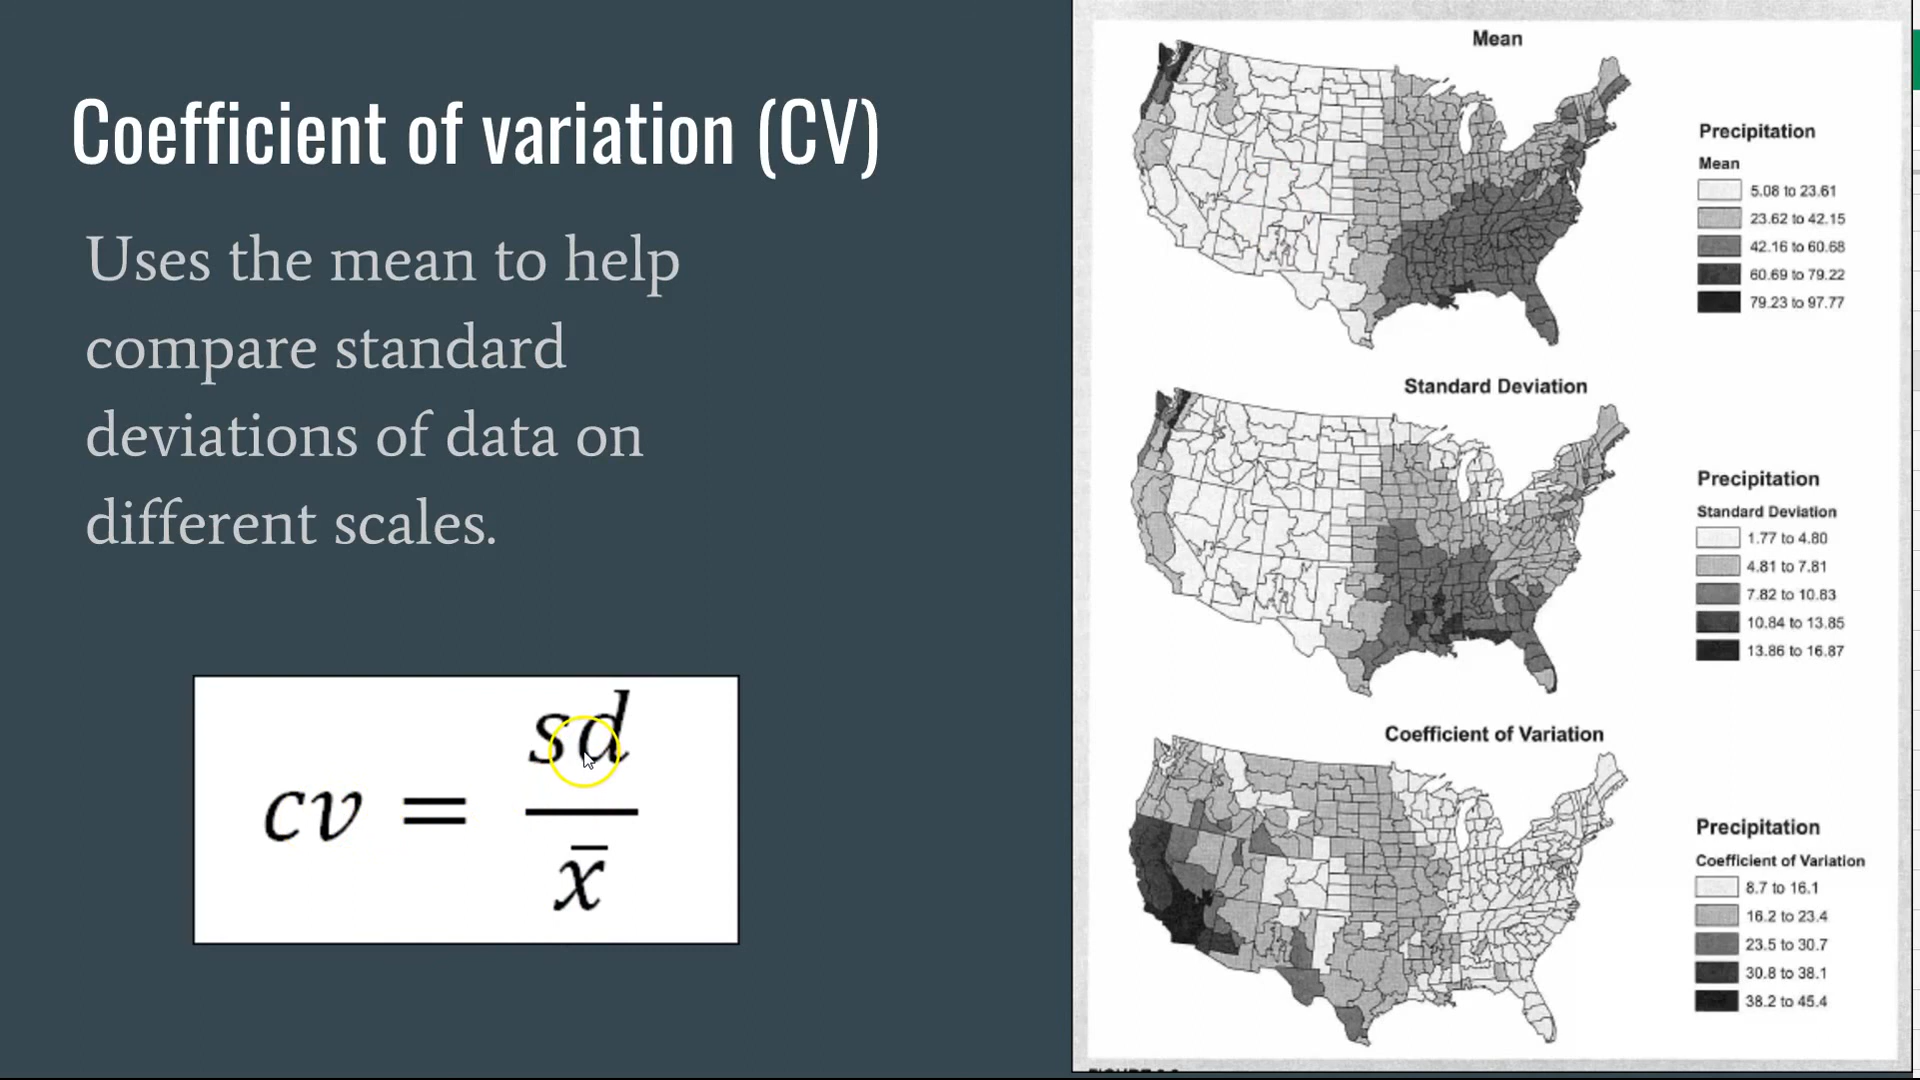 Coefficient of variation (CV)
Uses the mean to help
compare standard
deviations of data on
different scales.
cv = sd / x̄
Mean
Precipitation
Mean
5.08 to 23.61
23.62 to 42.15
42.16 to 60.68
60.69 to 79.22
79.23 to 97.77
Standard Deviation
Precipitation
Standard Deviation
1.77 to 4.80
4.81 to 7.81
7.82 to 10.83
10.84 to 13.85
13.86 to 16.87
Coefficient of Variation
Precipitation
Coefficient of Variation
8.7 to 16.1
16.2 to 23.4
23.5 to 30.7
30.8 to 38.1
38.2 to 45.4